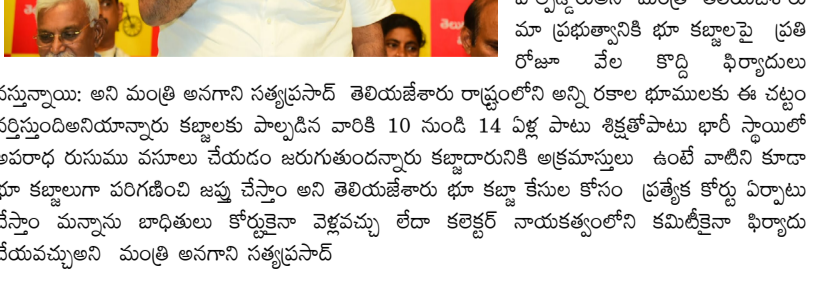 మా ప్రభుత్వానికి భూ కబ్జాలపై ప్రతి
రోజూ వేల కొద్ది ఫిర్యాదులు
వస్తున్నాయి: అని మంత్రి అనగాని సత్యప్రసాద్ తెలియజేశారు రాష్ట్రంలోని అన్ని రకాల భూములకు ఈ చట్టం
వర్తిస్తుందిఅనియాన్నారు కబ్జాలకు పాల్పడిన వారికి 10 నుండి 14 ఏళ్ల పాటు శిక్షతోపాటు భారీ స్థాయిలో
అపరాధ రుసుము వసూలు చేయడం జరుగుతుందన్నారు కబ్జాదారునికి అక్రమాస్తులు ఉంటే వాటిని కూడా
భూ కబ్జాలుగా పరిగణించి జప్తు చేస్తాం అని తెలియజేశారు భూ కబ్జా కేసుల కోసం ప్రత్యేక కోర్టు ఏర్పాటు
చేస్తాం మన్నాను బాధితులు కోర్టుకైనా వెళ్లవచ్చు లేదా కలెక్టర్ నాయకత్వంలోని కమిటీకైనా ఫిర్యాదు
చేయవచ్చుఅని మంత్రి అనగాని సత్యప్రసాద్